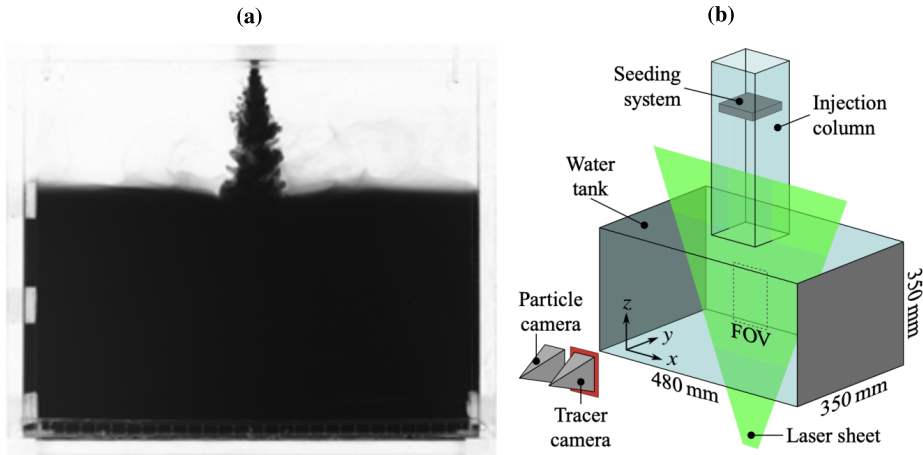 (a)
(b)
Seeding
system
Injection
column
Water
tank
Particle
camera
z
y
x
FOV
350 mm
480 mm
350 mm
Tracer
camera
Laser sheet